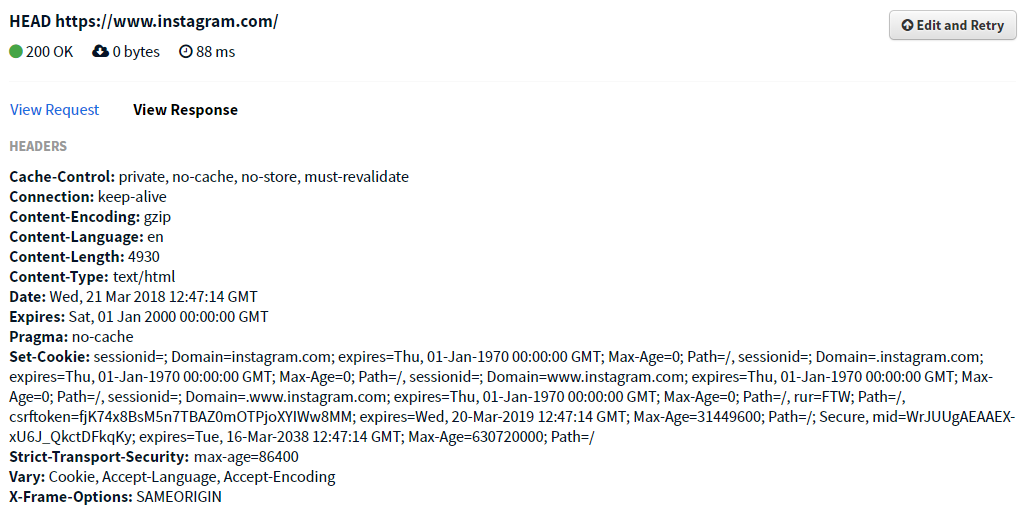 HEAD https://www.instagram.com/
Edit and Retry
200 OK 0 bytes 88 ms
View Request View Response
HEADERS
Cache-Control: private, no-cache, no-store, must-revalidate
Connection: keep-alive
Content-Encoding: gzip
Content-Language: en
Content-Length: 4930
Content-Type: text/html
Date: Wed, 21 Mar 2018 12:47:14 GMT
Expires: Sat, 01 Jan 2000 00:00:00 GMT
Pragma: no-cache
Set-Cookie: sessionid=; Domain=instagram.com; expires=Thu, 01-Jan-1970 00:00:00 GMT; Max-Age=0; Path=/, sessionid=; Domain=.instagram.com;
expires=Thu, 01-Jan-1970 00:00:00 GMT; Max-Age=0; Path=/, sessionid=; Domain=www.instagram.com; expires=Thu, 01-Jan-1970 00:00:00 GMT; Max-
Age=0; Path=/, sessionid=; Domain=.www.instagram.com; expires=Thu, 01-Jan-1970 00:00:00 GMT; Max-Age=0; Path=/, rur=FTW; Path=/,
csrftoken=fjK74x8BsM5n7TBAZ0mOTPjoXYIWw8MM; expires=Wed, 20-Mar-2019 12:47:14 GMT; Max-Age=31449600; Path=/; Secure, mid=WrJUUgAEAAEX-
xU6J_QkctDFkqKy; expires=Tue, 16-Mar-2038 12:47:14 GMT; Max-Age=630720000; Path=/
Strict-Transport-Security: max-age=86400
Vary: Cookie, Accept-Language, Accept-Encoding
X-Frame-Options: SAMEORIGIN